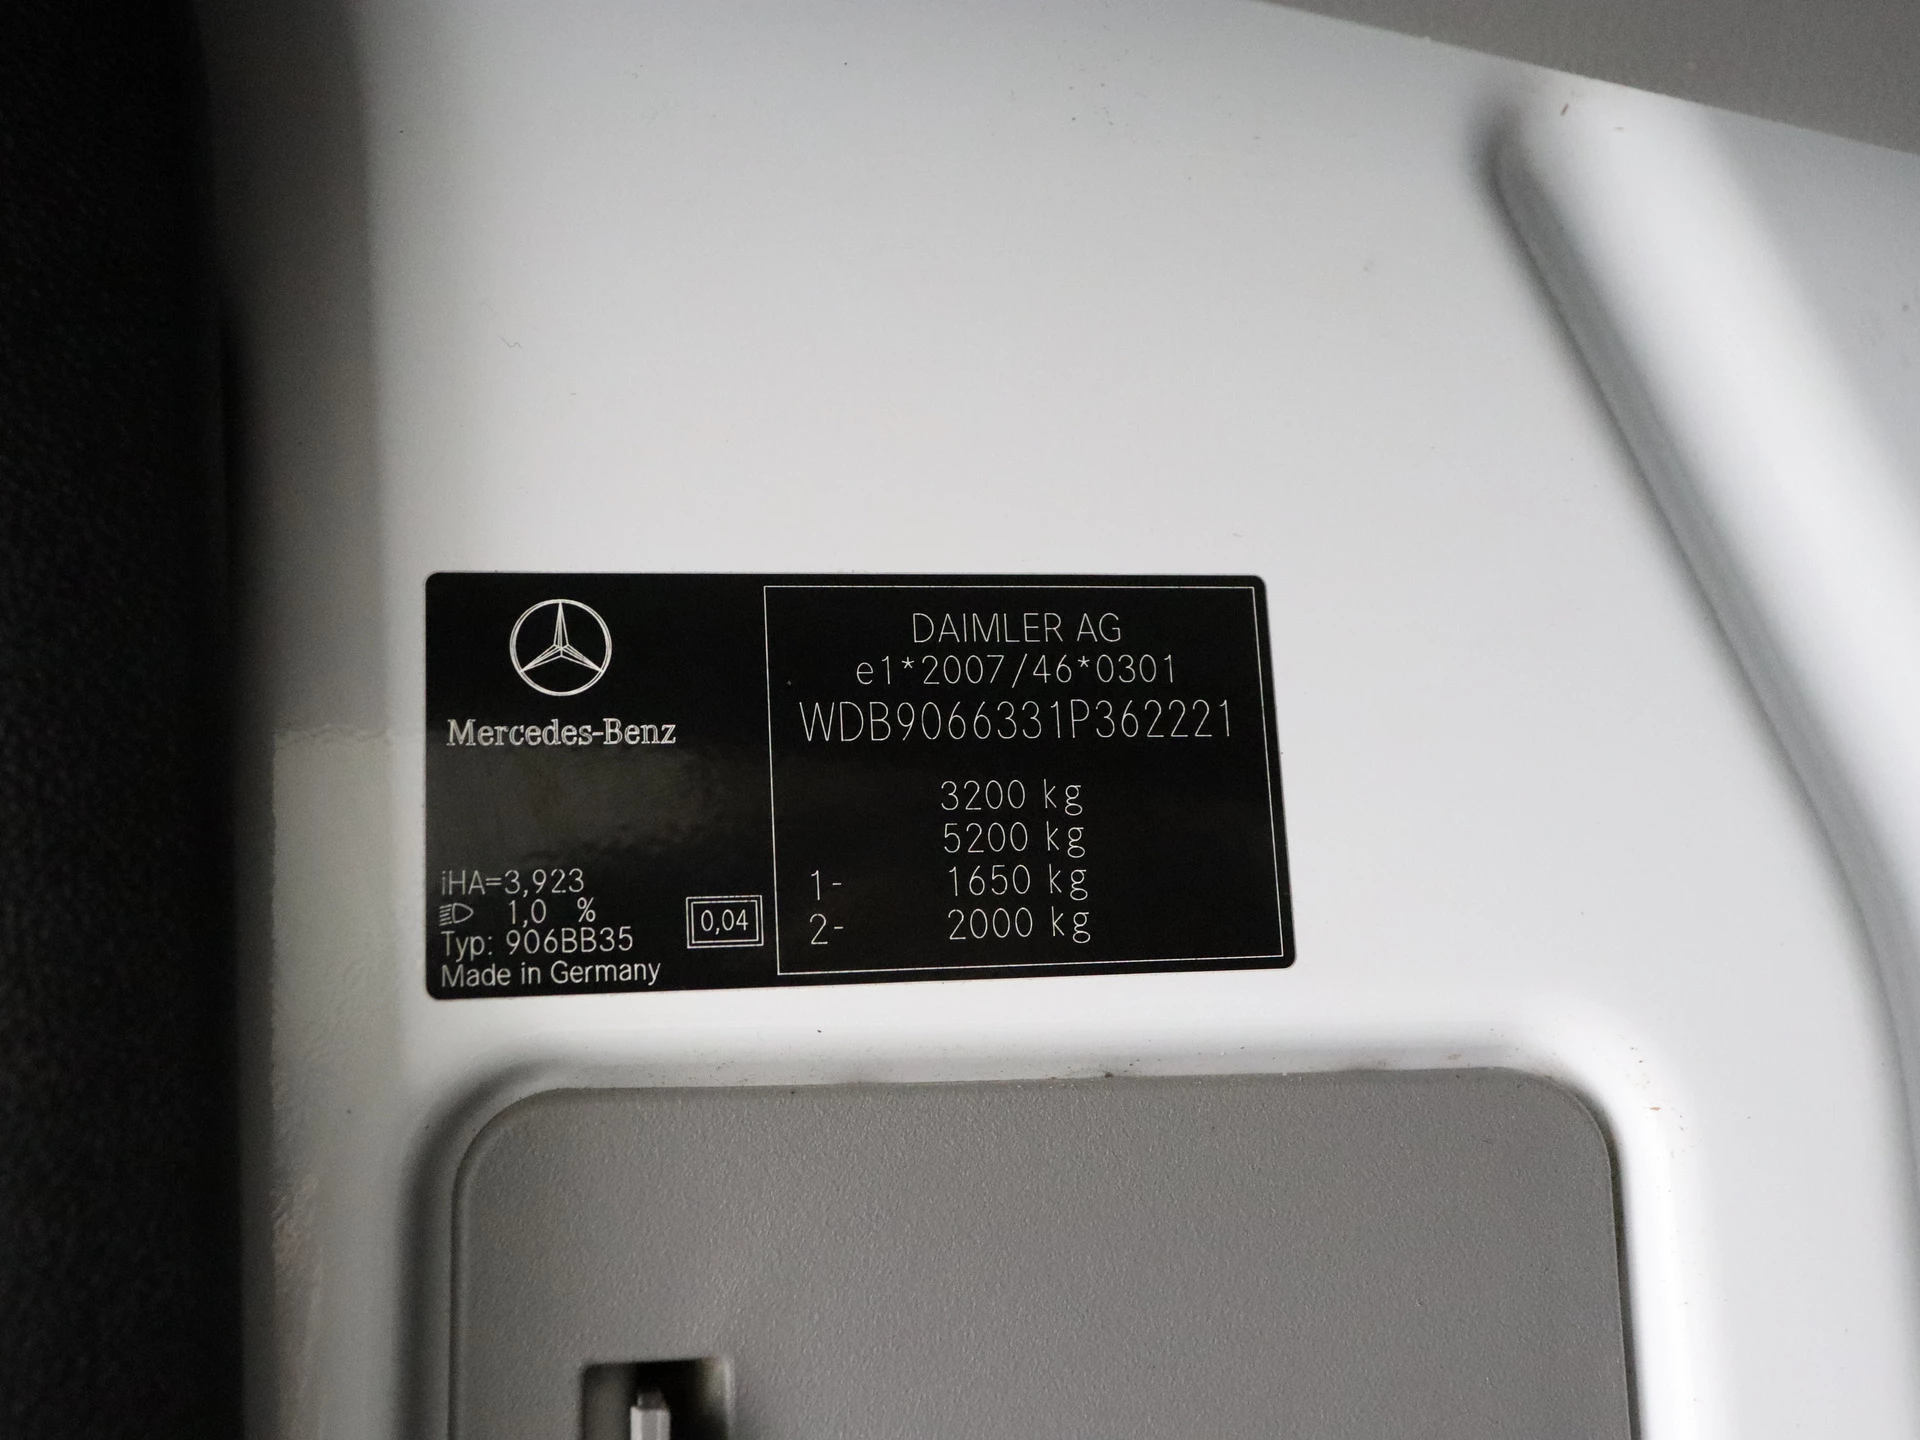 Mercedes-Benz
iHA=3,923
1,0 %
Typ: 906BB35
Made in Germany
0,04
DAIMLER AG
e1*2007/46*0301
WDB9066331P362221
3200 kg
5200 kg
1- 1650 kg
2- 2000 kg